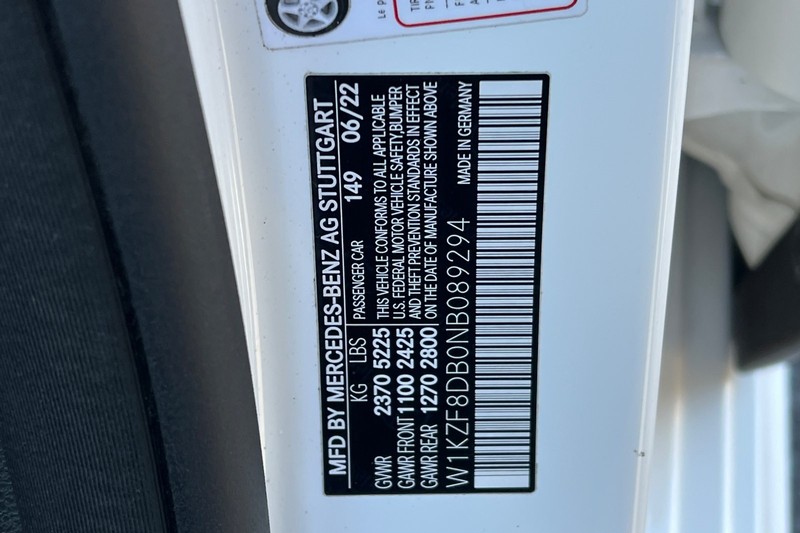 MFD BY MERCEDES-BENZ AG STUTTGART
KG LBS PASSENGER CAR 149 06/22
GVWR 2370 5225
GAWR FRONT 1100 2425
GAWR REAR 1270 2800
THIS VEHICLE CONFORMS TO ALL APPLICABLE
U.S. FEDERAL MOTOR VEHICLE SAFETY,BUMPER
AND THEFT PREVENTION STANDARDS IN EFFECT
ON THE DATE OF MANUFACTURE SHOWN ABOVE
W1KZF8DB0NB089294 MADE IN GERMANY